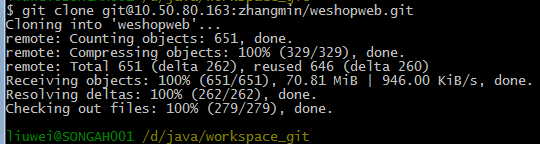 $ git clone git@10.50.80.163:zhangmin/weshopweb.git
Cloning into 'weshopweb'...
remote: Counting objects: 651, done.
remote: Compressing objects: 100% (329/329), done.
remote: Total 651 (delta 262), reused 646 (delta 260)
Receiving objects: 100% (651/651), 70.81 MiB | 946.00 KiB/s, done.
Resolving deltas: 100% (262/262), done.
Checking out files: 100% (279/279), done.
liuwei@SONGAH001 /d/java/workspace_git